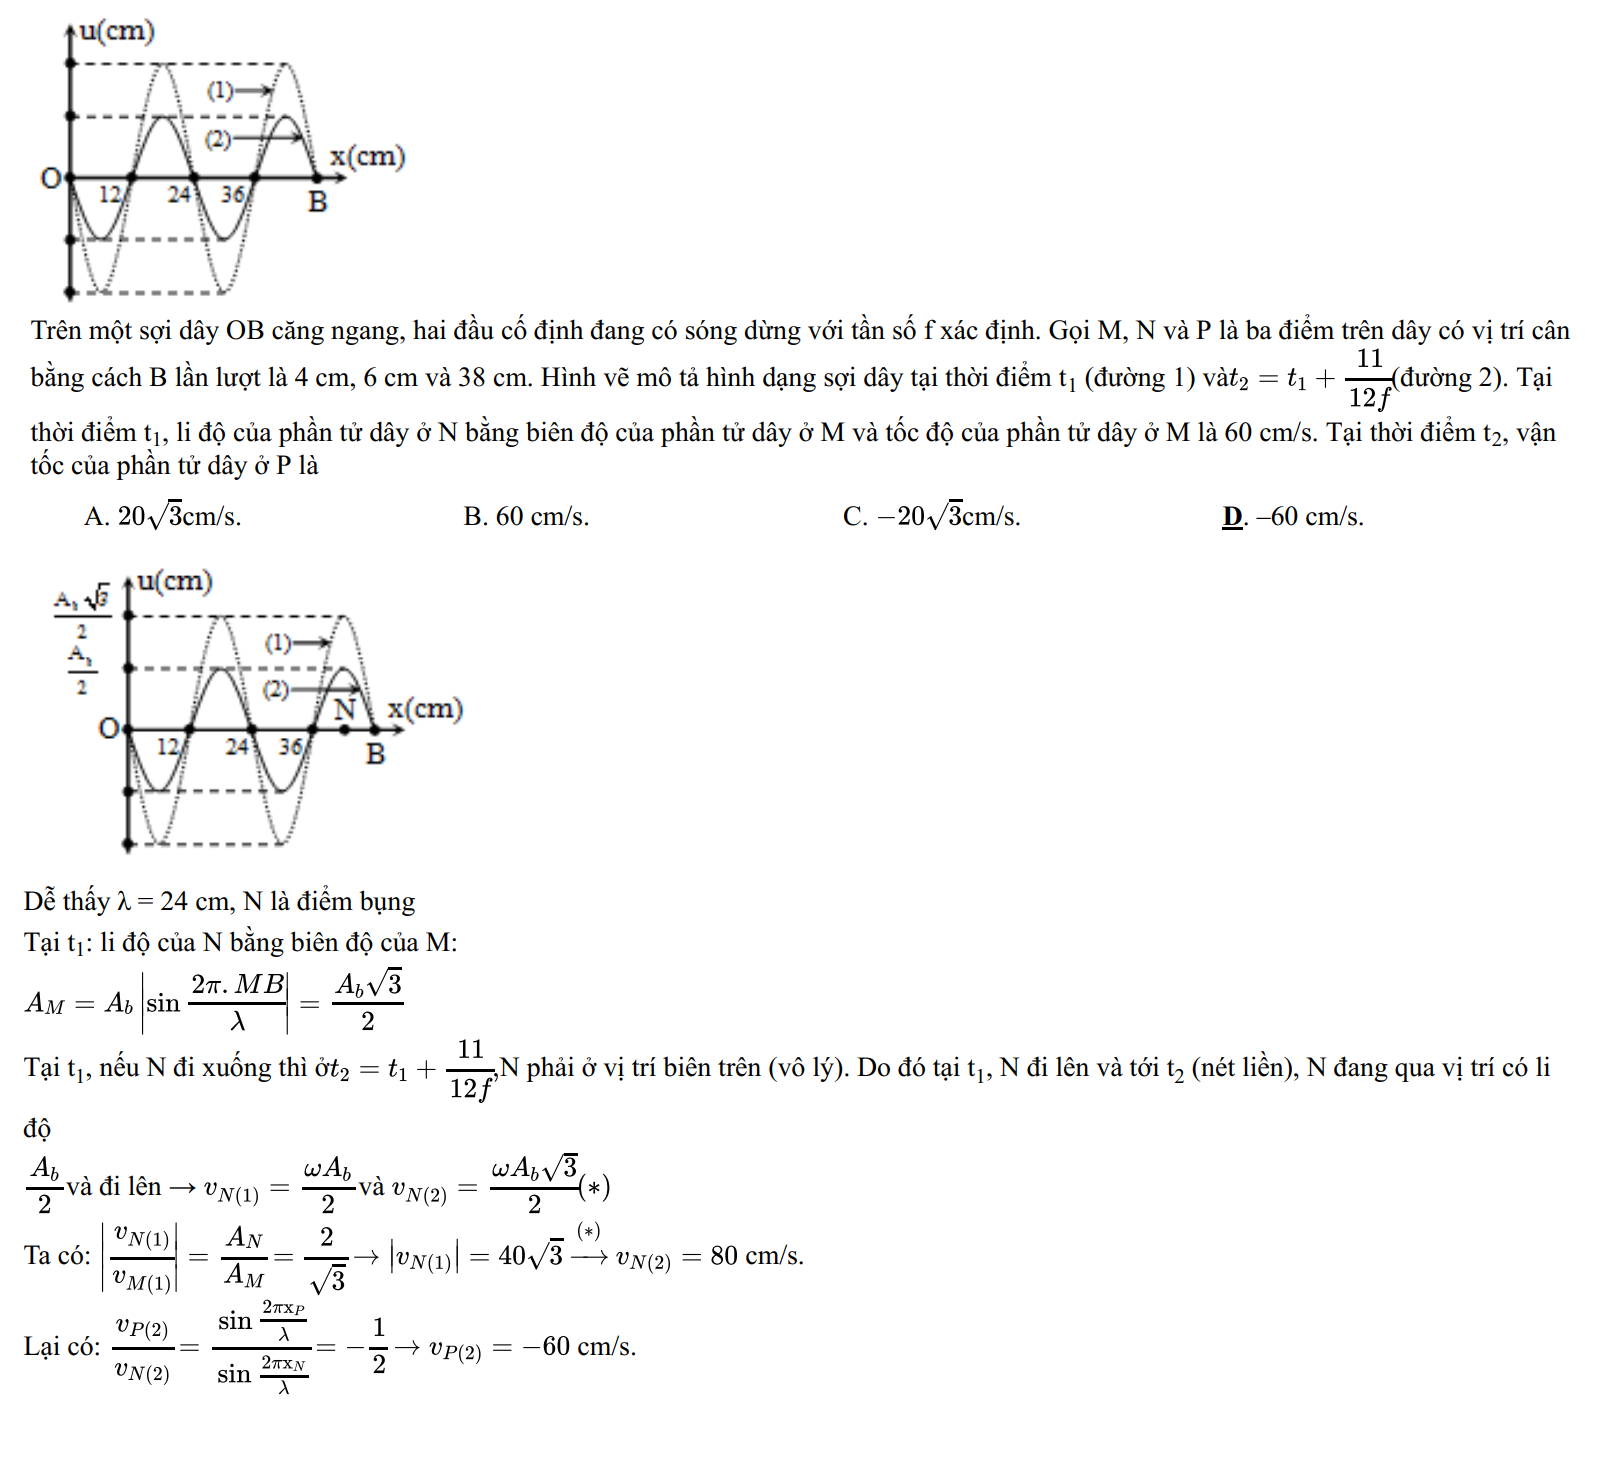 u(cm)
(1)
(2)
x(cm)
O
12 24 36
B
Trên một sợi dây OB căng ngang, hai đầu cố định đang có sóng dừng với tần số f xác định. Gọi M, N và P là ba điểm trên dây có vị trí cân
bằng cách B lần lượt là 4 cm, 6 cm và 38 cm. Hình vẽ mô tả hình dạng sợi dây tại thời điểm t₁ (đường 1) và$t_2 = t_1 + \frac{11}{12f}$(đường 2). Tại
thời điểm t₁, li độ của phần tử dây ở N bằng biên độ của phần tử dây ở M và tốc độ của phần tử dây ở M là 60 cm/s. Tại thời điểm t₂, vận
tốc của phần tử dây ở P là
A. $20\sqrt{3}$cm/s. B. 60 cm/s. C. $-20\sqrt{3}$cm/s. D. –60 cm/s.
u(cm)
$\frac{A_b\sqrt{3}}{2}$
(1)
$\frac{A_b}{2}$
(2)
N
x(cm)
O
12 24 36
B
Dễ thấy λ = 24 cm, N là điểm bụng
Tại t₁: li độ của N bằng biên độ của M:
$A_M = A_b \left|\sin \frac{2\pi.MB}{\lambda}\right| = \frac{A_b\sqrt{3}}{2}$
Tại t₁, nếu N đi xuống thì ở$t_2 = t_1 + \frac{11}{12f}$,N phải ở vị trí biên trên (vô lý). Do đó tại t₁, N đi lên và tới t₂ (nét liền), N đang qua vị trí có li
độ
$\frac{A_b}{2}$và đi lên → $v_{N(1)} = \frac{\omega A_b}{2}$và $v_{N(2)} = \frac{\omega A_b\sqrt{3}}{2}(*)$
Ta có: $\left|\frac{v_{N(1)}}{v_{M(1)}}\right| = \frac{A_N}{A_M} = \frac{2}{\sqrt{3}} \rightarrow |v_{N(1)}| = 40\sqrt{3} \xrightarrow{(*)} v_{N(2)} = 80$ cm/s.
Lại có: $\frac{v_{P(2)}}{v_{N(2)}} = \frac{\sin \frac{2\pi x_P}{\lambda}}{\sin \frac{2\pi x_N}{\lambda}} = -\frac{1}{2} \rightarrow v_{P(2)} = -60$ cm/s.